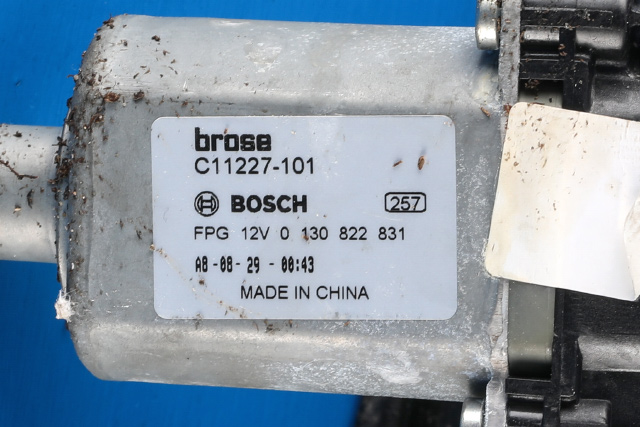 brose
C11227-101
BOSCH 257
FPG 12V 0 130 822 831
A8-08-29-00:43
MADE IN CHINA